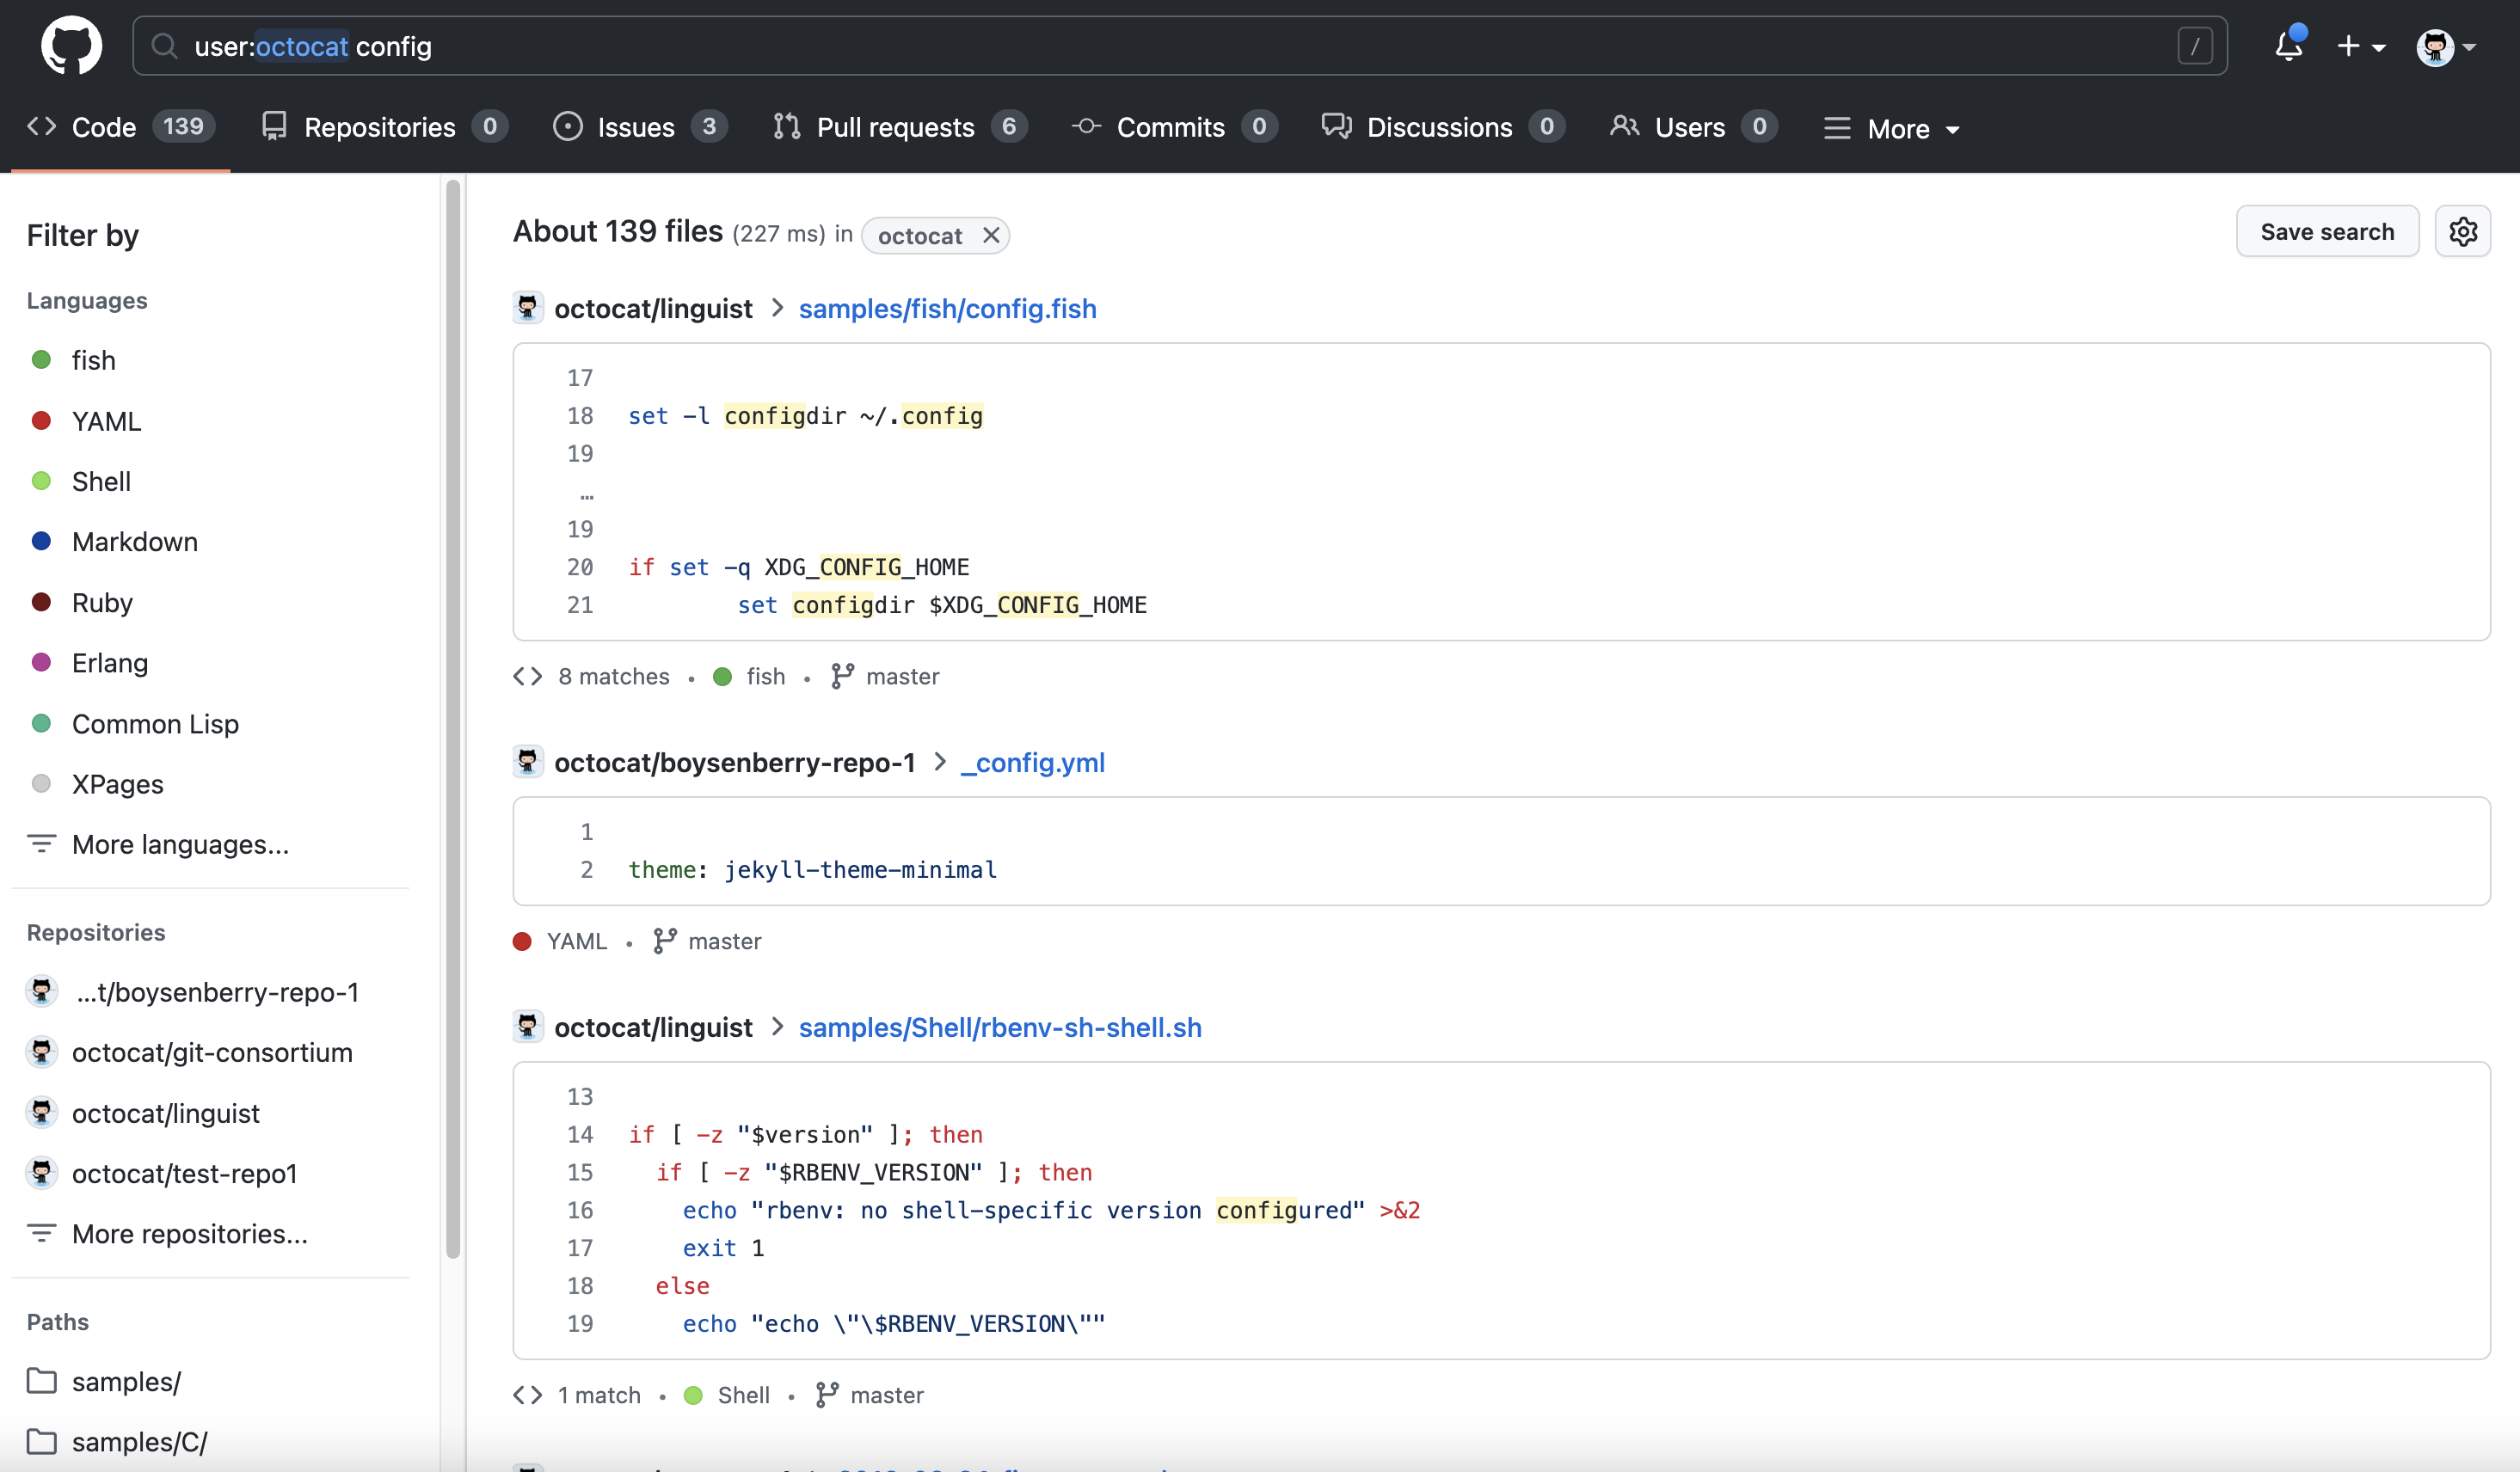 user:octocat config
/
Code 139
Repositories 0
Issues 3
Pull requests 6
Commits 0
Discussions 0
Users 0
More
Filter by
Languages
fish
YAML
Shell
Markdown
Ruby
Erlang
Common Lisp
XPages
More languages...
Repositories
...t/boysenberry-repo-1
octocat/git-consortium
octocat/linguist
octocat/test-repo1
More repositories...
Paths
samples/
samples/C/
About 139 files (227 ms) in octocat
Save search
octocat/linguist > samples/fish/config.fish
17
18 set -l configdir ~/.config
19
…
19
20 if set -q XDG_CONFIG_HOME
21 set configdir $XDG_CONFIG_HOME
8 matches • fish • master
octocat/boysenberry-repo-1 > _config.yml
1
2 theme: jekyll-theme-minimal
YAML • master
octocat/linguist > samples/Shell/rbenv-sh-shell.sh
13
14 if [ -z "$version" ]; then
15 if [ -z "$RBENV_VERSION" ]; then
16 echo "rbenv: no shell-specific version configured" >&2
17 exit 1
18 else
19 echo "echo \"\$RBENV_VERSION\""
1 match • Shell • master